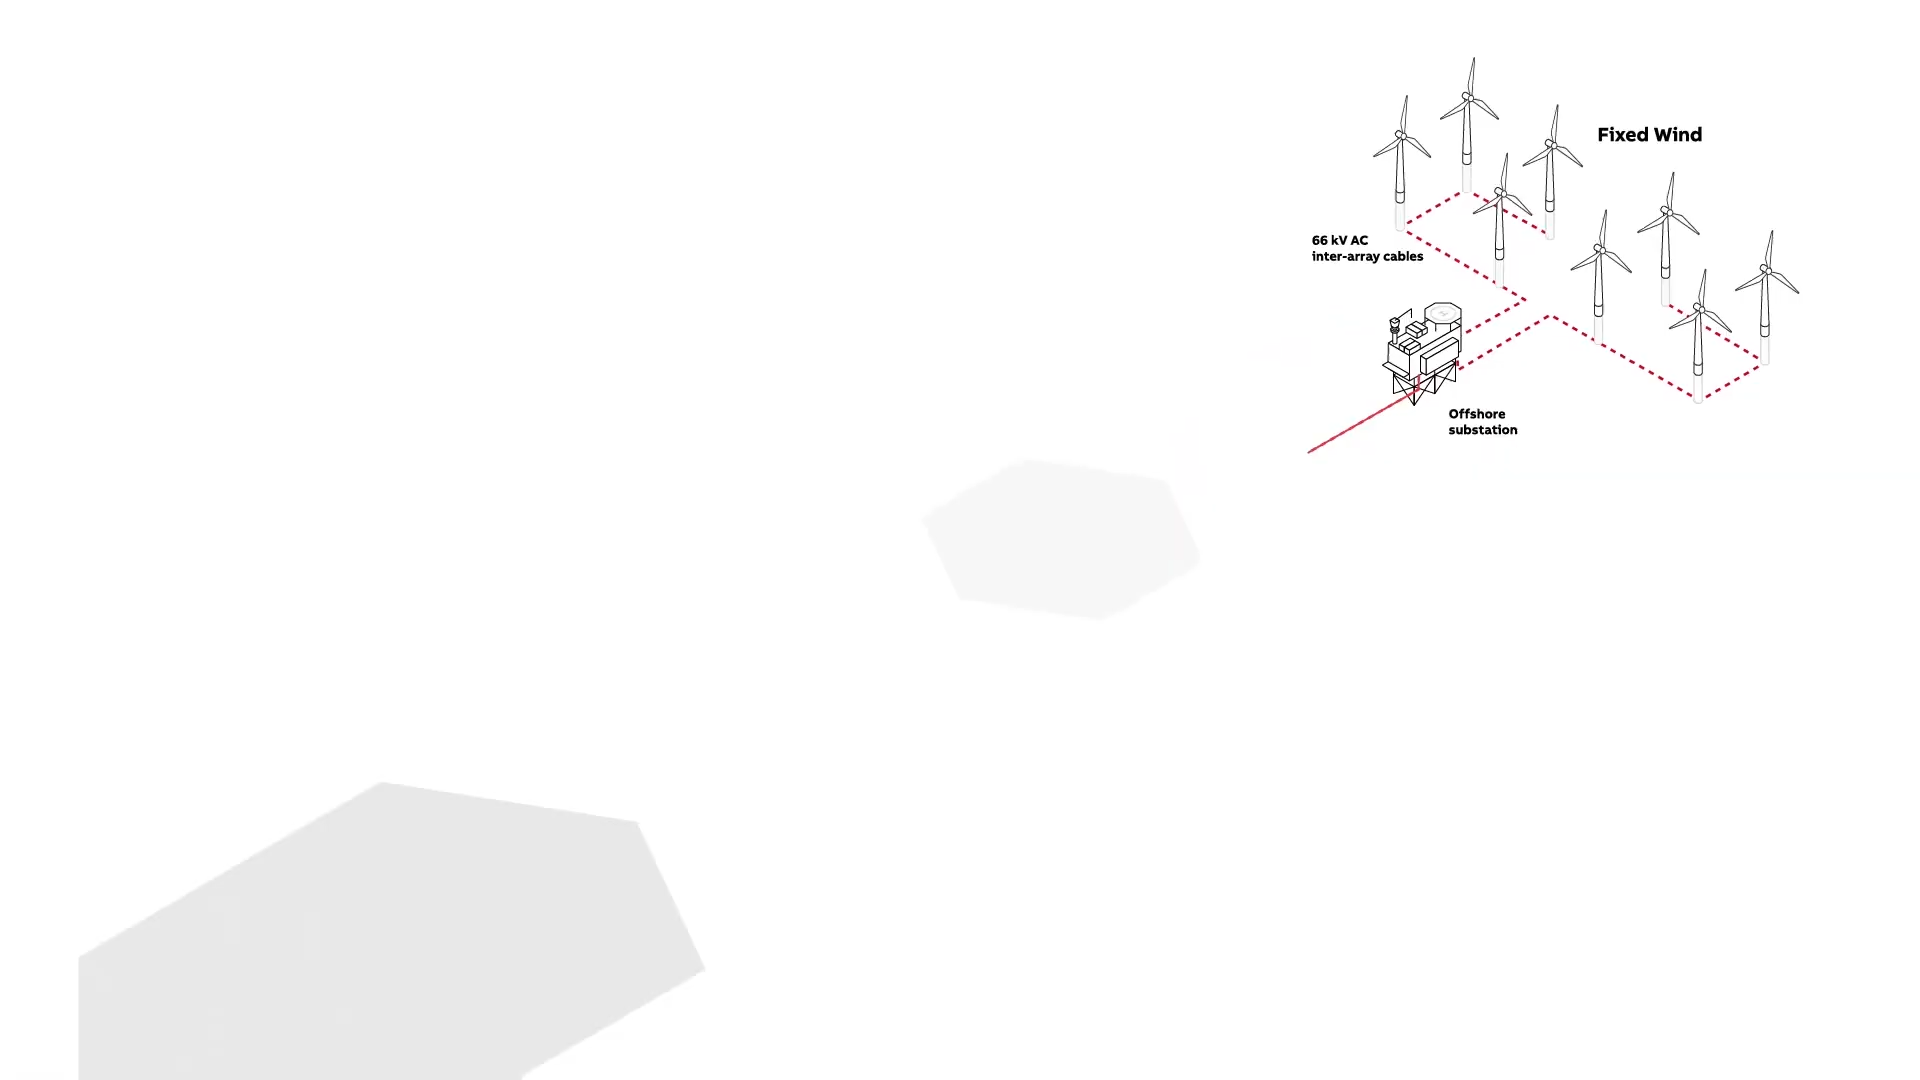 Fixed Wind
66 kV AC
inter-array cables
Offshore
substation